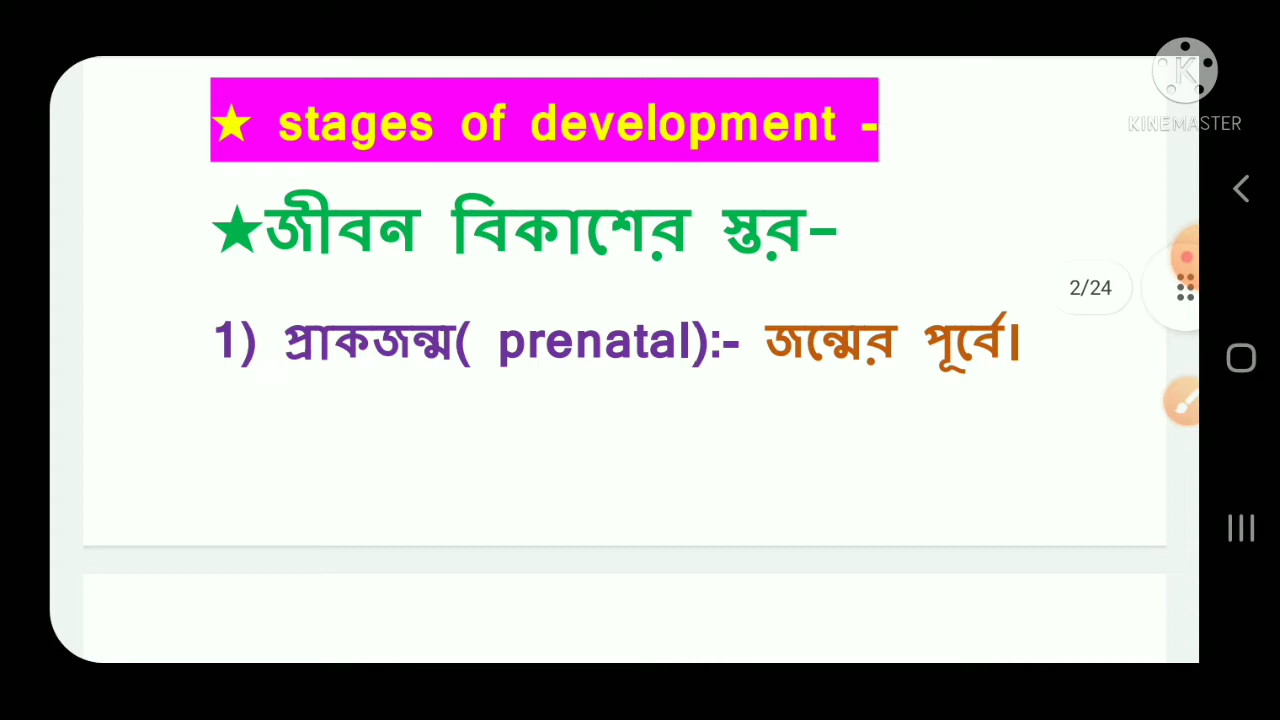 ★ stages of development -
★জীবন বিকাশের স্তর-
1) প্রাকজন্ম( prenatal):- জন্মের পূর্বে।
2/24
K
KINEMASTER